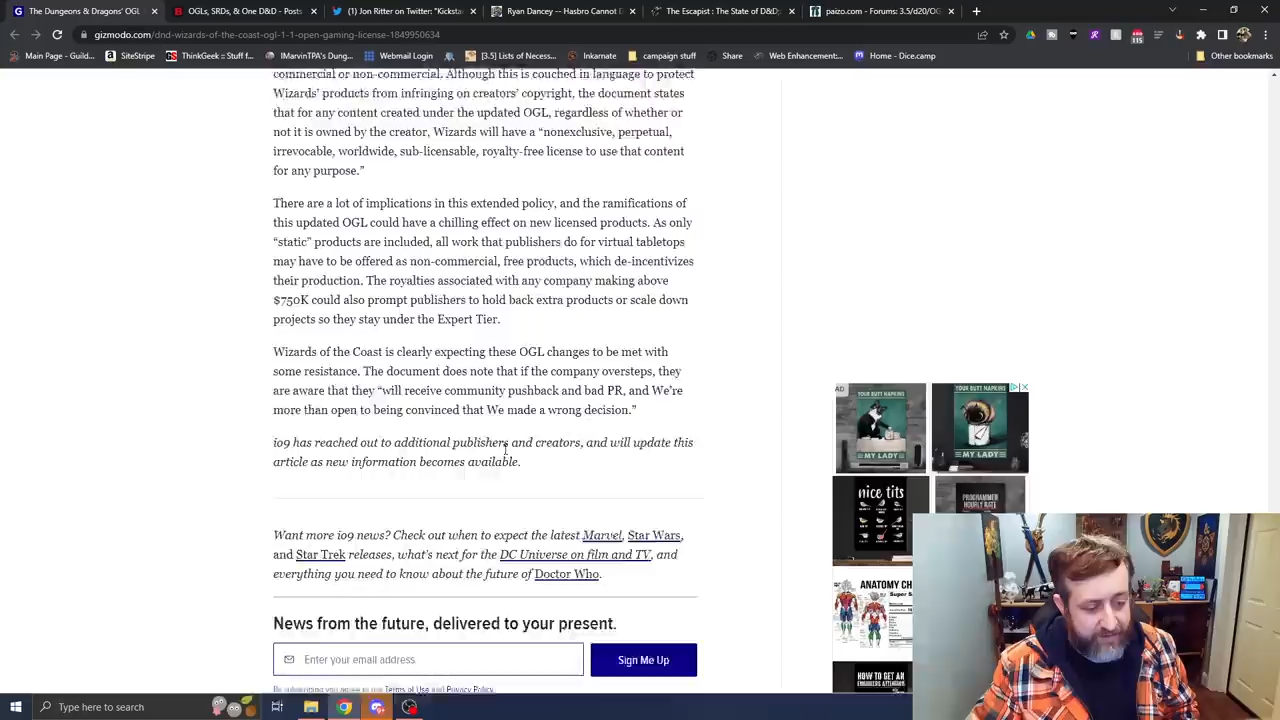 The Dungeons & Dragons' OGL
OGLs, SRDs, & One D&D - Posts
Jon Ritter on Twitter: "Kicksta
Ryan Dancey -- Hasbro Cannot
The Escapist : The State of D&D
paizo.com - Forums: 3.5/d20/OG
gizmodo.com/dnd-wizards-of-the-coast-ogl-1-1-open-gaming-license-1849950634
Main Page - Guild...
SiteStripe
ThinkGeek :: Stuff f...
IMarvinTPA's Dung...
Webmail Login
[3.5] Lists of Necess...
Inkarnate
campaign stuff
Share
Web Enhancement:...
Home - Dice.camp
Other bookmarks
commercial or non-commercial. Although this is couched in language to protect
Wizards' products from infringing on creators' copyright, the document states
that for any content created under the updated OGL, regardless of whether or
not it is owned by the creator, Wizards will have a “nonexclusive, perpetual,
irrevocable, worldwide, sub-licensable, royalty-free license to use that content
for any purpose.”
There are a lot of implications in this extended policy, and the ramifications of
this updated OGL could have a chilling effect on new licensed products. As only
“static” products are included, all work that publishers do for virtual tabletops
may have to be offered as non-commercial, free products, which de-incentivizes
their production. The royalties associated with any company making above
$750K could also prompt publishers to hold back extra products or scale down
projects so they stay under the Expert Tier.
Wizards of the Coast is clearly expecting these OGL changes to be met with
some resistance. The document does note that if the company oversteps, they
are aware that they “will receive community pushback and bad PR, and We're
more than open to being convinced that We made a wrong decision.”
io9 has reached out to additional publishers and creators, and will update this
article as new information becomes available.
Want more io9 news? Check out when to expect the latest Marvel, Star Wars,
and Star Trek releases, what's next for the DC Universe on film and TV, and
everything you need to know about the future of Doctor Who.
News from the future, delivered to your present.
Enter your email address
Sign Me Up
Terms of Use and Privacy Policy.
AD
YOUR BUTT NAPKINS
MY LADY
YOUR BUTT NAPKINS
MY LADY
nice tits
PROGRAMMER
HOURLY RATE
ANATOMY CH
HOW TO GET AN
ENGINEERS ATTENTION
Type here to search